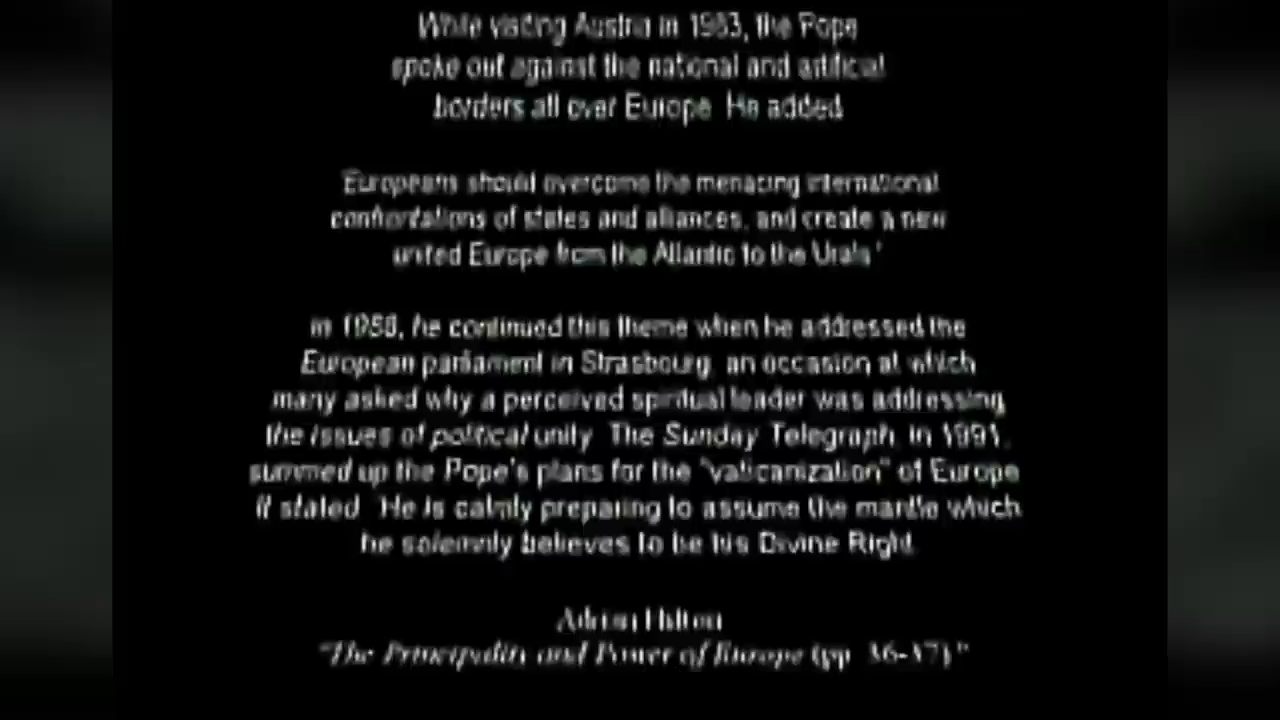 While visiting Austria in 1983, the Pope
spoke out against the national and artificial
borders all over Europe. He added
Europeans should overcome the menacing international
confrontations of states and alliances, and create a new
united Europe from the Atlantic to the Urals'
in 1988, he continued this theme when he addressed the
European parliament in Strasbourg, an occasion at which
many asked why a perceived spiritual leader was addressing
the issues of political unity. The Sunday Telegraph, in 1991,
summed up the Pope's plans for the "vaticanization" of Europe
it stated He is calmly preparing to assume the mantle which
he solemnly believes to be his Divine Right
Adrian Hilton
"The Principality and Power of Europe (pp. 36-37)"